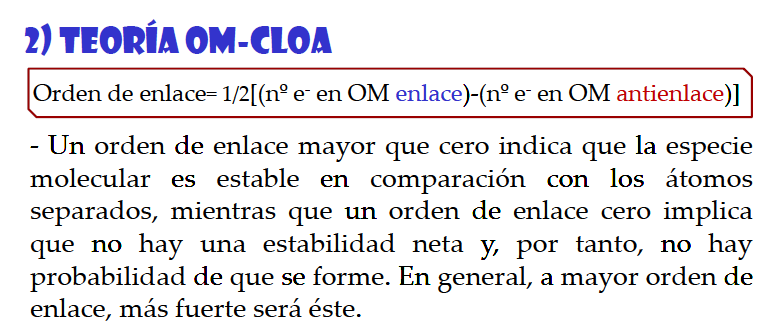 2) TEORÍA OM-CLOA
Orden de enlace= 1/2[(nº e⁻ en OM enlace)-(nº e⁻ en OM antienlace)]
- Un orden de enlace mayor que cero indica que la especie
molecular es estable en comparación con los átomos
separados, mientras que un orden de enlace cero implica
que no hay una estabilidad neta y, por tanto, no hay
probabilidad de que se forme. En general, a mayor orden de
enlace, más fuerte será éste.